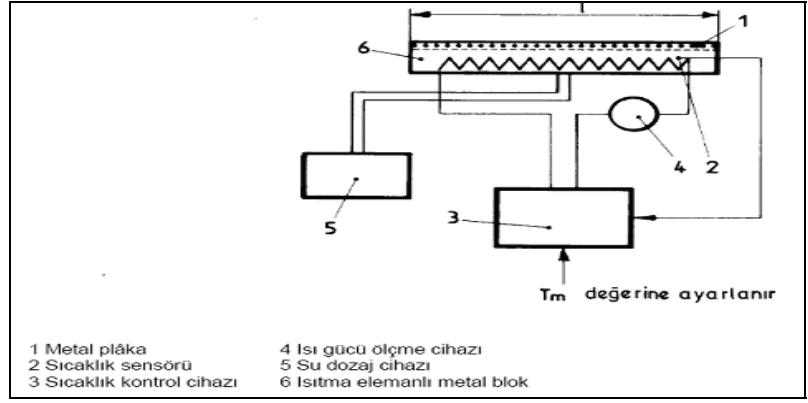 1
6
4
2
5
3
Tm değerine ayarlanır
1 Metal plâka
2 Sıcaklık sensörü
3 Sıcaklık kontrol cihazı
4 Isı gücü ölçme cihazı
5 Su dozaj cihazı
6 Isıtma elemanlı metal blok